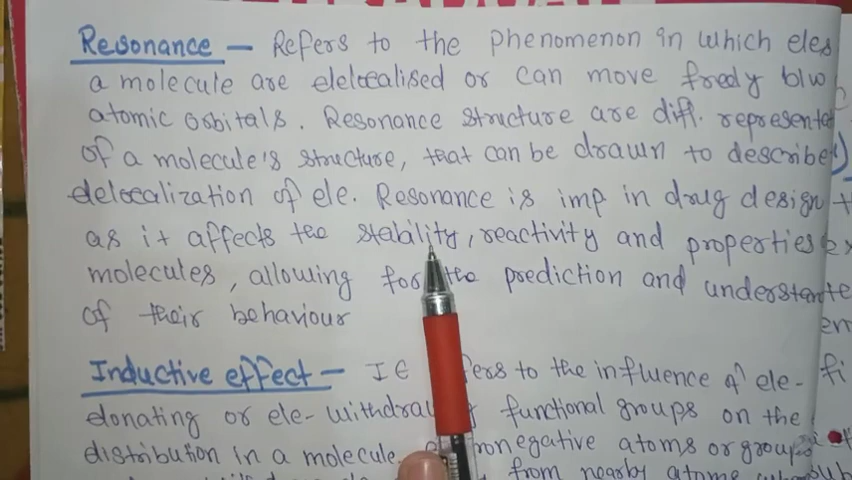 Resonance - Refers to the phenomenon in which eles
a molecule are delocalised or can move freely b/w
atomic orbitals. Resonance structure are diff. represented
of a molecule's structure, that can be drawn to describe
delocalization of ele. Resonance is imp in drug design
as it affects the stability, reactivity and properties
molecules, allowing for the prediction and understan
of their behaviour
Inductive effect - IE fers to the influence of ele-
donating or ele- withdra functional groups on the
distribution in a molecule. ronegative atoms or groups
from nearby atoms